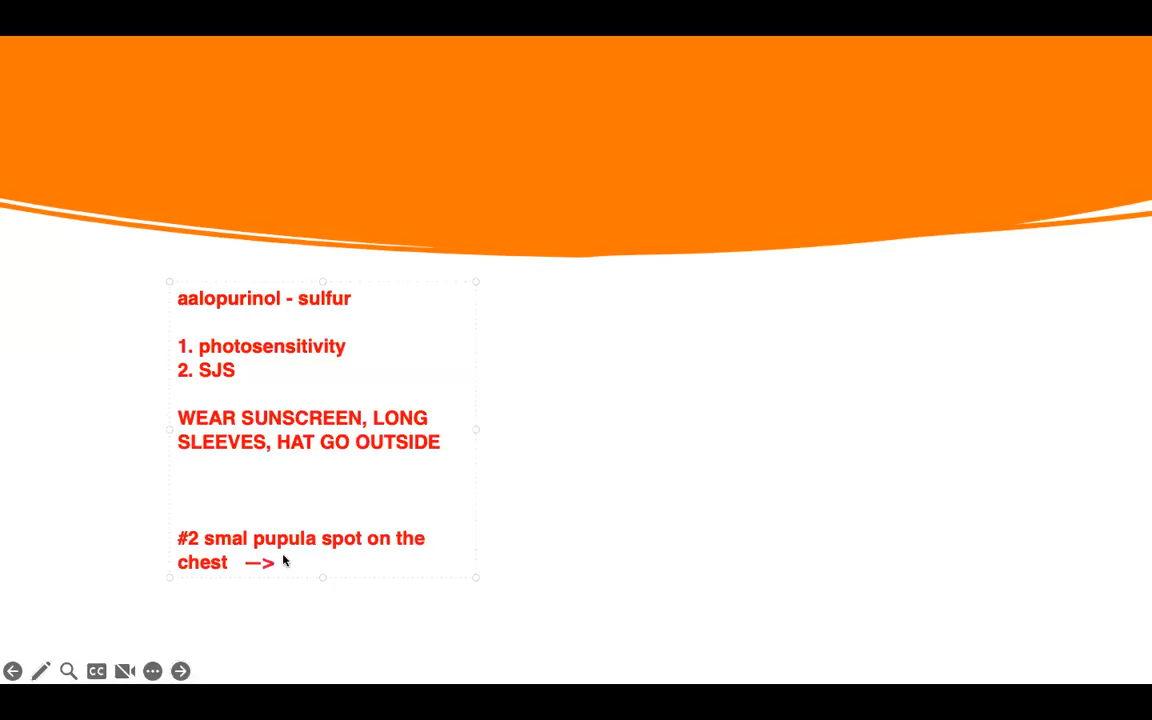 aalopurinol - sulfur
1. photosensitivity
2. SJS
WEAR SUNSCREEN, LONG
SLEEVES, HAT GO OUTSIDE
#2 smal pupula spot on the
chest —>
CC